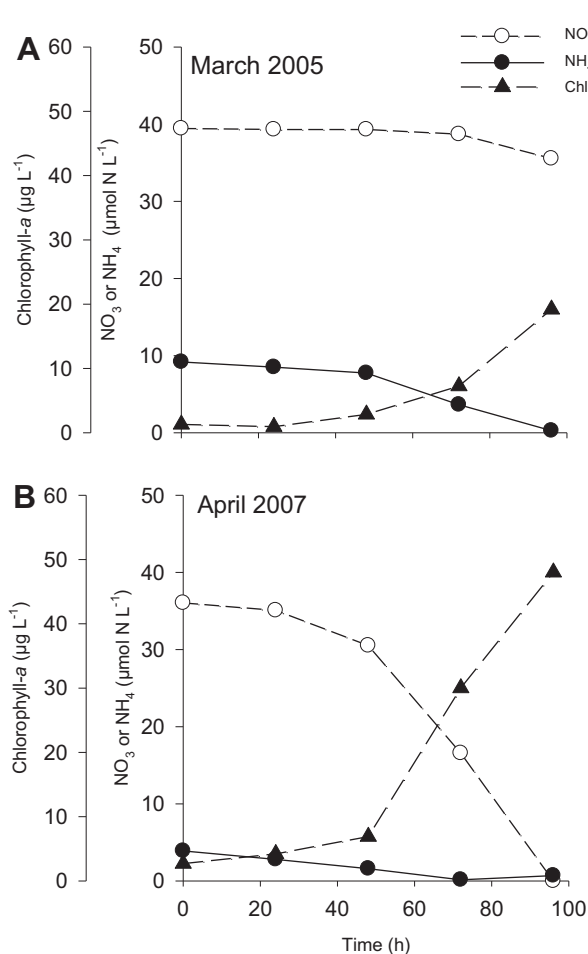 A
March 2005
NO
NH
Chl
60
50
40
30
20
10
0
Chlorophyll-a (µg L⁻¹)
50
40
30
20
10
0
NO₃ or NH₄ (µmol N L⁻¹)
B
April 2007
60
50
40
30
20
10
0
Chlorophyll-a (µg L⁻¹)
50
40
30
20
10
0
NO₃ or NH₄ (µmol N L⁻¹)
0 20 40 60 80 100
Time (h)